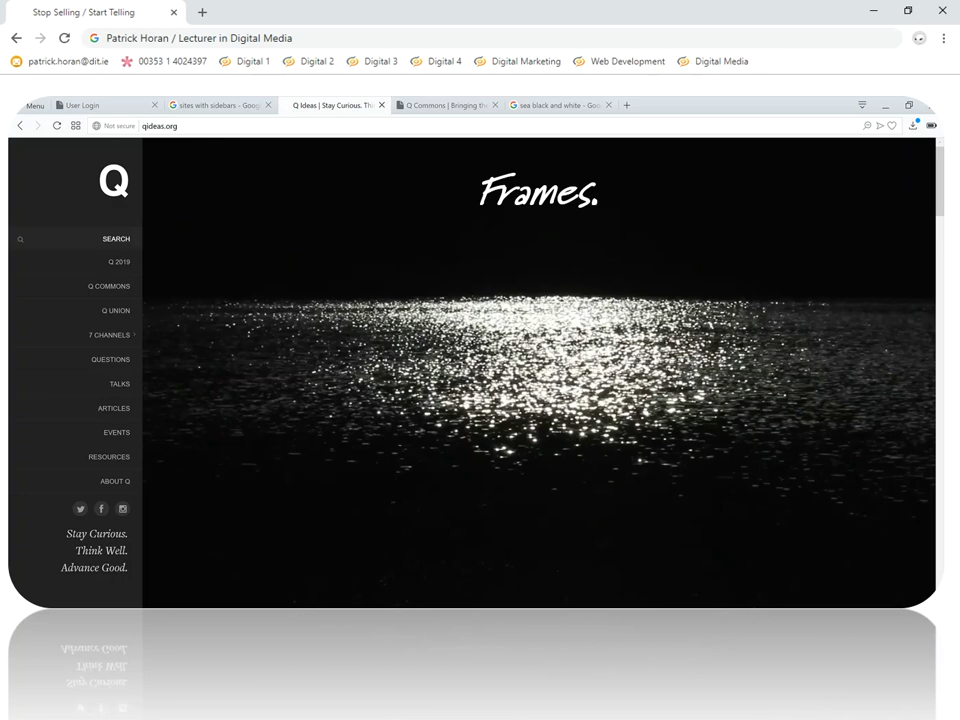 Stop Selling / Start Telling
Patrick Horan / Lecturer in Digital Media
patrick.horan@dit.ie 00353 1 4024397 Digital 1 Digital 2 Digital 3 Digital 4 Digital Marketing Web Development Digital Media
Menu User Login sites with sidebars - Goog Q Ideas | Stay Curious. Thi Q Commons | Bringing th sea black and white - Goo
Not secure qideas.org
Q
Frames.
SEARCH
Q 2019
Q COMMONS
Q UNION
7 CHANNELS
QUESTIONS
TALKS
ARTICLES
EVENTS
RESOURCES
ABOUT Q
Stay Curious.
Think Well.
Advance Good.